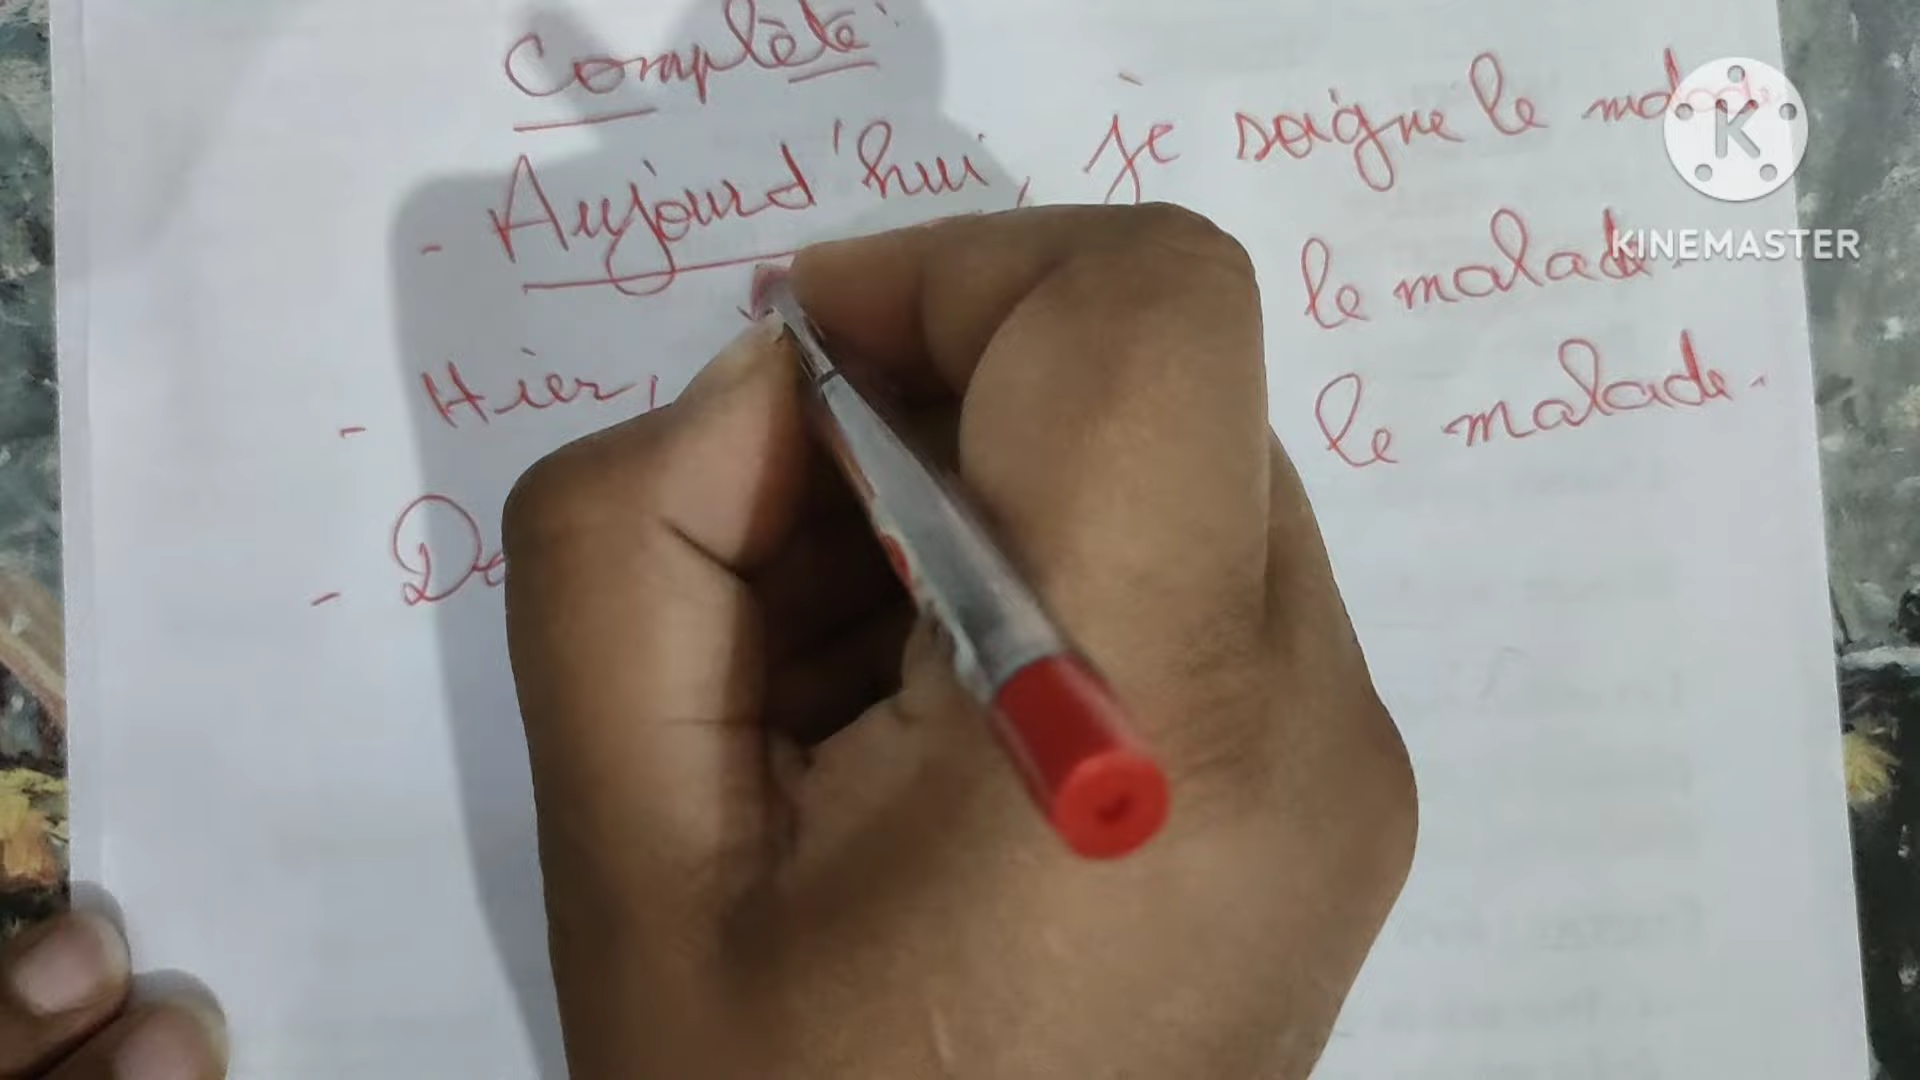 Complète:
- Aujourd'hui, je soigne le malade
KINEMASTER
- Hier, le malade.
- De le malade.